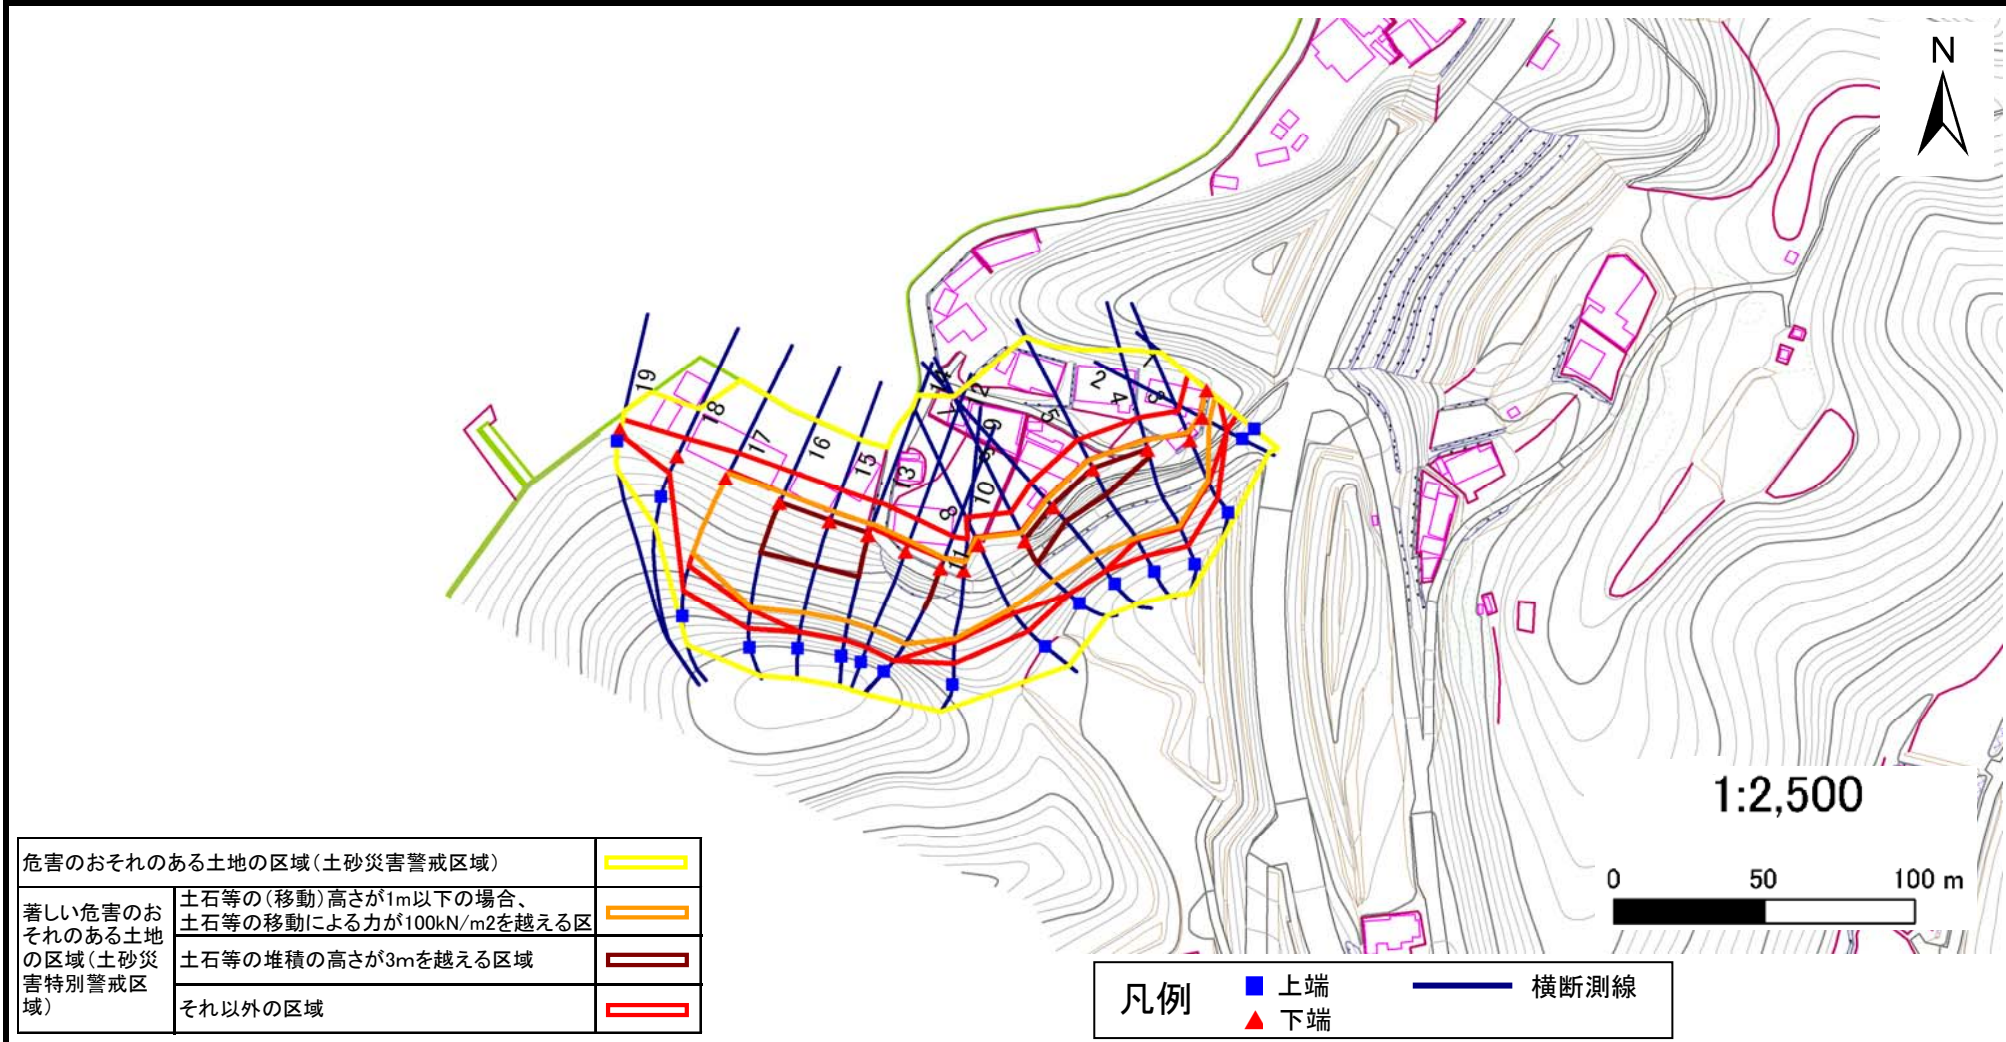 N
19
18
17
16
15
13
14
12
1
2
4
3
5
7
9
8
10
11
1:2,500
0 50 100 m
危害のおそれのある土地の区域(土砂災害警戒区域)
著しい危害のお
それのある土地
の区域(土砂災
害特別警戒区
域)
土石等の(移動)高さが1m以下の場合、
土石等の移動による力が100kN/m2を越える区
土石等の堆積の高さが3mを越える区域
それ以外の区域
凡例
上端
下端
横断測線